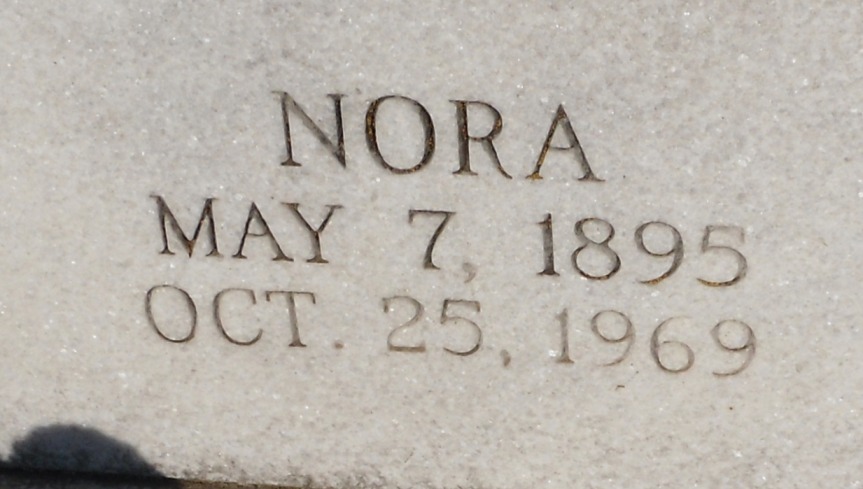 NORA
MAY 7, 1895
OCT. 25, 1969